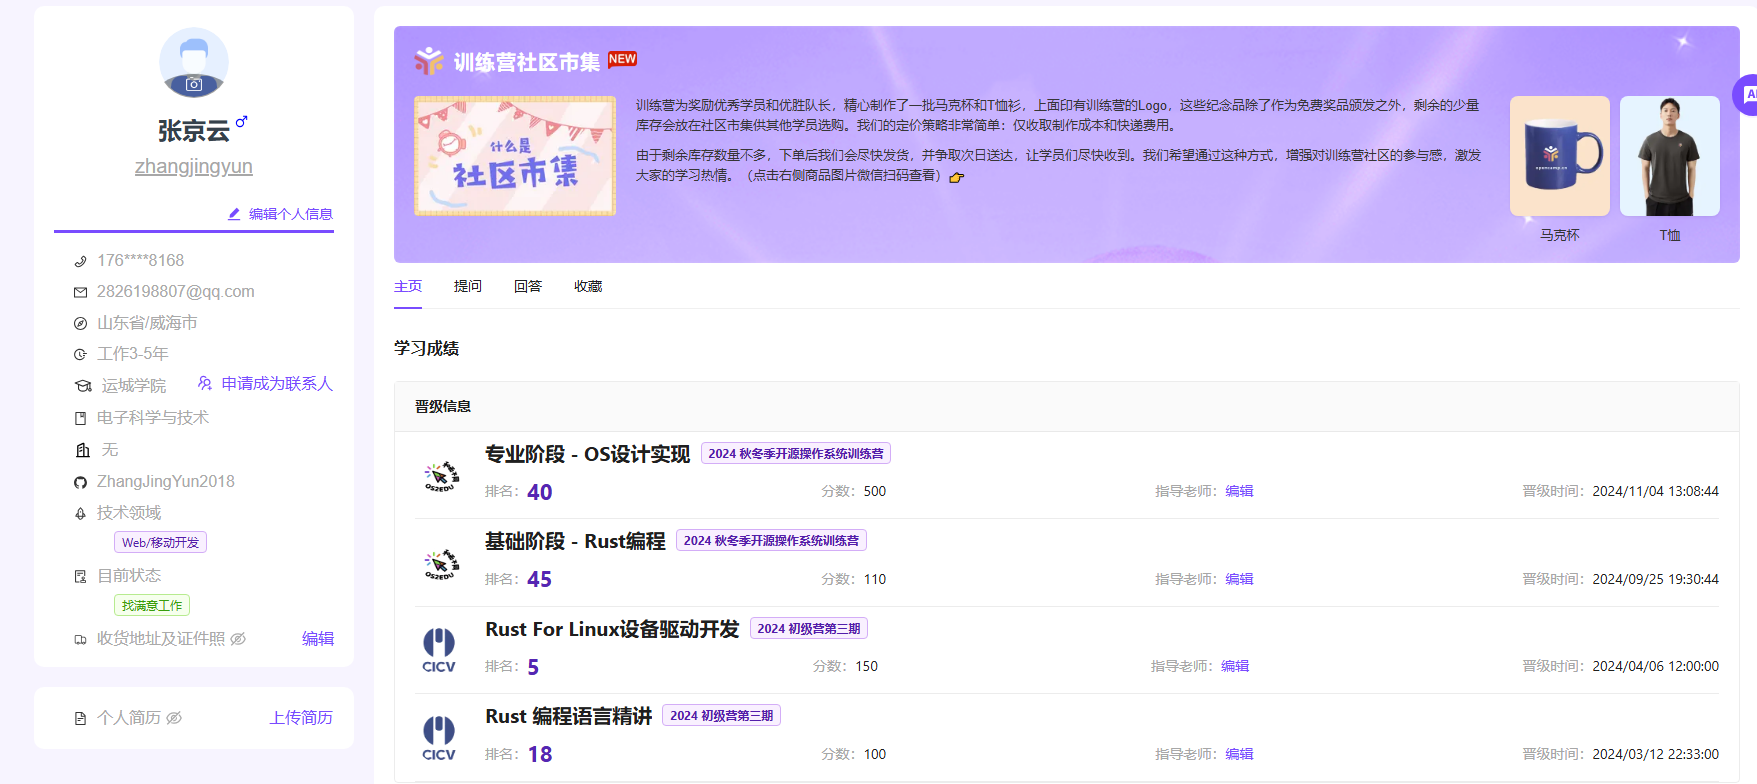 张京云
zhangjingyun
编辑个人信息
176****8168
2826198807@qq.com
山东省/威海市
工作3-5年
运城学院 申请成为联系人
电子科学与技术
无
ZhangJingYun2018
技术领域
Web/移动开发
目前状态
找满意工作
收货地址及证件照 编辑
个人简历 上传简历
训练营社区市集 NEW
什么是
社区市集
训练营为奖励优秀学员和优胜队长，精心制作了一批马克杯和T恤衫，上面印有训练营的Logo，这些纪念品除了作为免费奖品颁发之外，剩余的少量
库存会放在社区市集供其他学员选购。我们的定价策略非常简单：仅收取制作成本和快递费用。
由于剩余库存数量不多，下单后我们会尽快发货，并争取次日送达，让学员们尽快收到。我们希望通过这种方式，增强对训练营社区的参与感，激发
大家的学习热情。（点击右侧商品图片微信扫码查看）
opencamp.cn
马克杯 T恤
主页 提问 回答 收藏
学习成绩
晋级信息
专业阶段 - OS设计实现 2024 秋冬季开源操作系统训练营
OS2EDU
排名：40 分数：500 指导老师：编辑 晋级时间：2024/11/04 13:08:44
基础阶段 - Rust编程 2024 秋冬季开源操作系统训练营
OS2EDU
排名：45 分数：110 指导老师：编辑 晋级时间：2024/09/25 19:30:44
Rust For Linux设备驱动开发 2024 初级营第三期
CICV
排名：5 分数：150 指导老师：编辑 晋级时间：2024/04/06 12:00:00
Rust 编程语言精讲 2024 初级营第三期
CICV
排名：18 分数：100 指导老师：编辑 晋级时间：2024/03/12 22:33:00